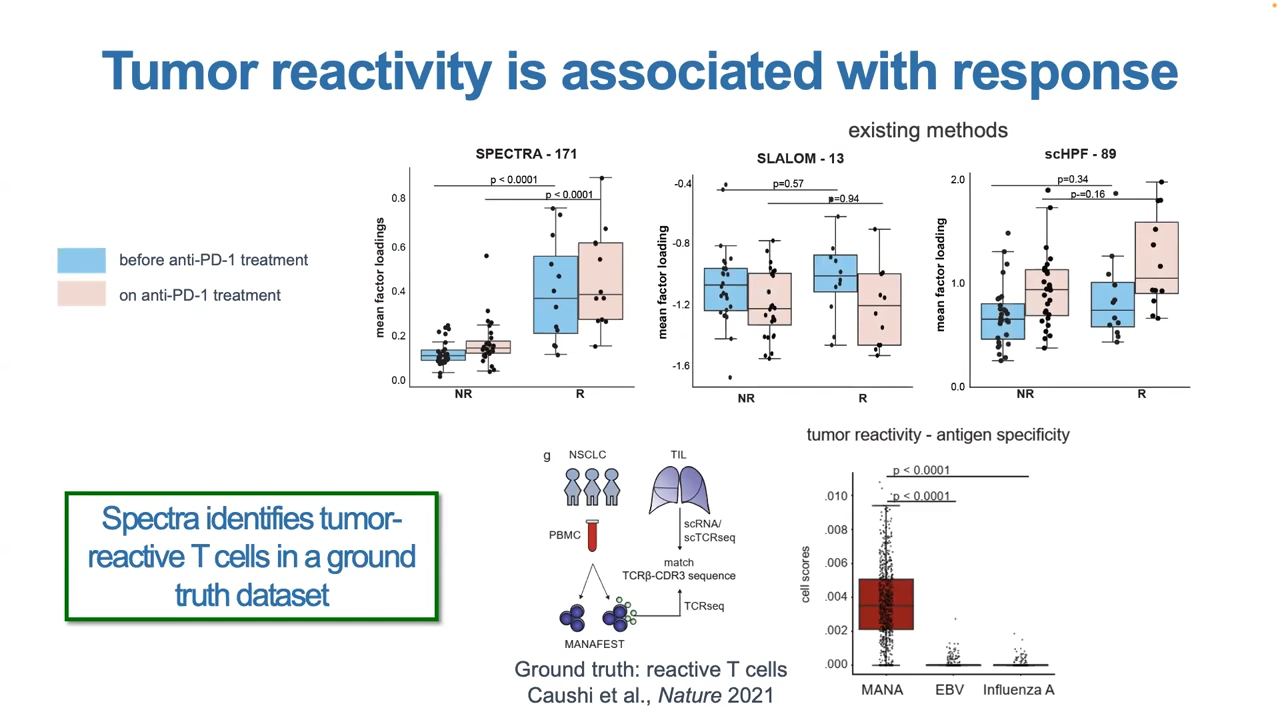 Tumor reactivity is associated with response
existing methods
SPECTRA - 171
SLALOM - 13
scHPF - 89
before anti-PD-1 treatment
on anti-PD-1 treatment
mean factor loadings
0.8
0.6
0.4
0.2
0.0
p < 0.0001
p < 0.0001
NR
R
mean factor loading
-0.4
-0.8
-1.2
-1.6
p=0.57
p=0.94
NR
R
mean factor loading
2.0
1.0
0.0
p=0.34
p-=0.16
NR
R
Spectra identifies tumor-
reactive T cells in a ground
truth dataset
g
NSCLC
TIL
PBMC
scRNA/
scTCRseq
match
TCRβ-CDR3 sequence
TCRseq
MANAFEST
Ground truth: reactive T cells
Caushi et al., Nature 2021
tumor reactivity - antigen specificity
cell scores
.010
.008
.006
.004
.002
.000
p < 0.0001
p < 0.0001
MANA
EBV
Influenza A